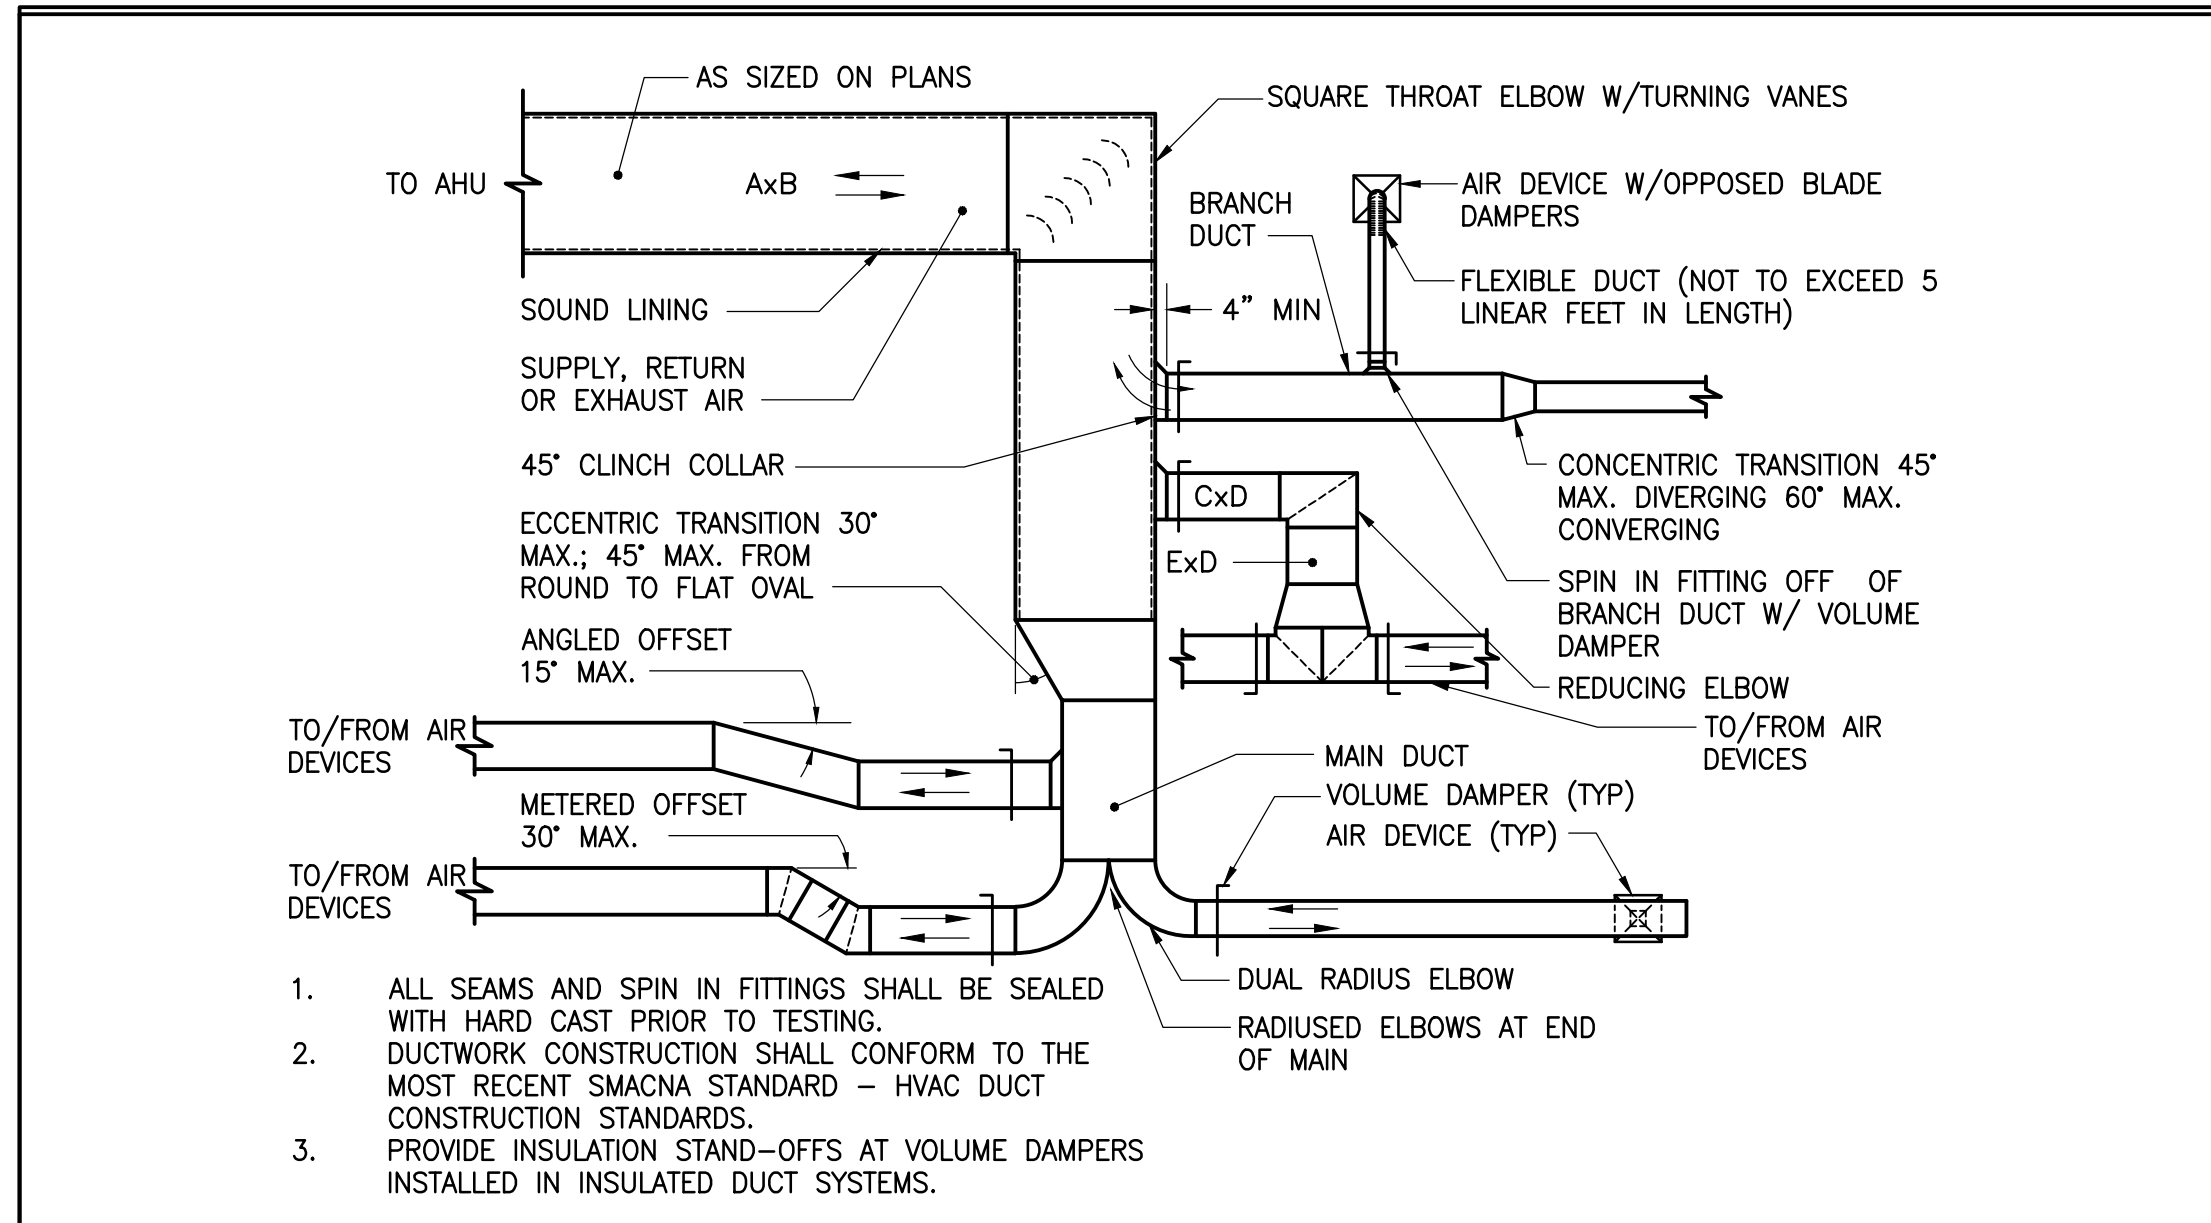 AS SIZED ON PLANS
SQUARE THROAT ELBOW W/TURNING VANES
TO AHU
AxB
BRANCH
DUCT
AIR DEVICE W/OPPOSED BLADE
DAMPERS
FLEXIBLE DUCT (NOT TO EXCEED 5
LINEAR FEET IN LENGTH)
SOUND LINING
4” MIN
SUPPLY, RETURN
OR EXHAUST AIR
45° CLINCH COLLAR
CONCENTRIC TRANSITION 45°
MAX. DIVERGING 60° MAX.
CONVERGING
CxD
ECCENTRIC TRANSITION 30°
MAX.; 45° MAX. FROM
ROUND TO FLAT OVAL
ExD
SPIN IN FITTING OFF OF
BRANCH DUCT W/ VOLUME
DAMPER
ANGLED OFFSET
15° MAX.
REDUCING ELBOW
TO/FROM AIR
DEVICES
TO/FROM AIR
DEVICES
MAIN DUCT
VOLUME DAMPER (TYP)
AIR DEVICE (TYP)
METERED OFFSET
30° MAX.
TO/FROM AIR
DEVICES
DUAL RADIUS ELBOW
RADIUSED ELBOWS AT END
OF MAIN
1. ALL SEAMS AND SPIN IN FITTINGS SHALL BE SEALED
WITH HARD CAST PRIOR TO TESTING.
2. DUCTWORK CONSTRUCTION SHALL CONFORM TO THE
MOST RECENT SMACNA STANDARD – HVAC DUCT
CONSTRUCTION STANDARDS.
3. PROVIDE INSULATION STAND–OFFS AT VOLUME DAMPERS
INSTALLED IN INSULATED DUCT SYSTEMS.